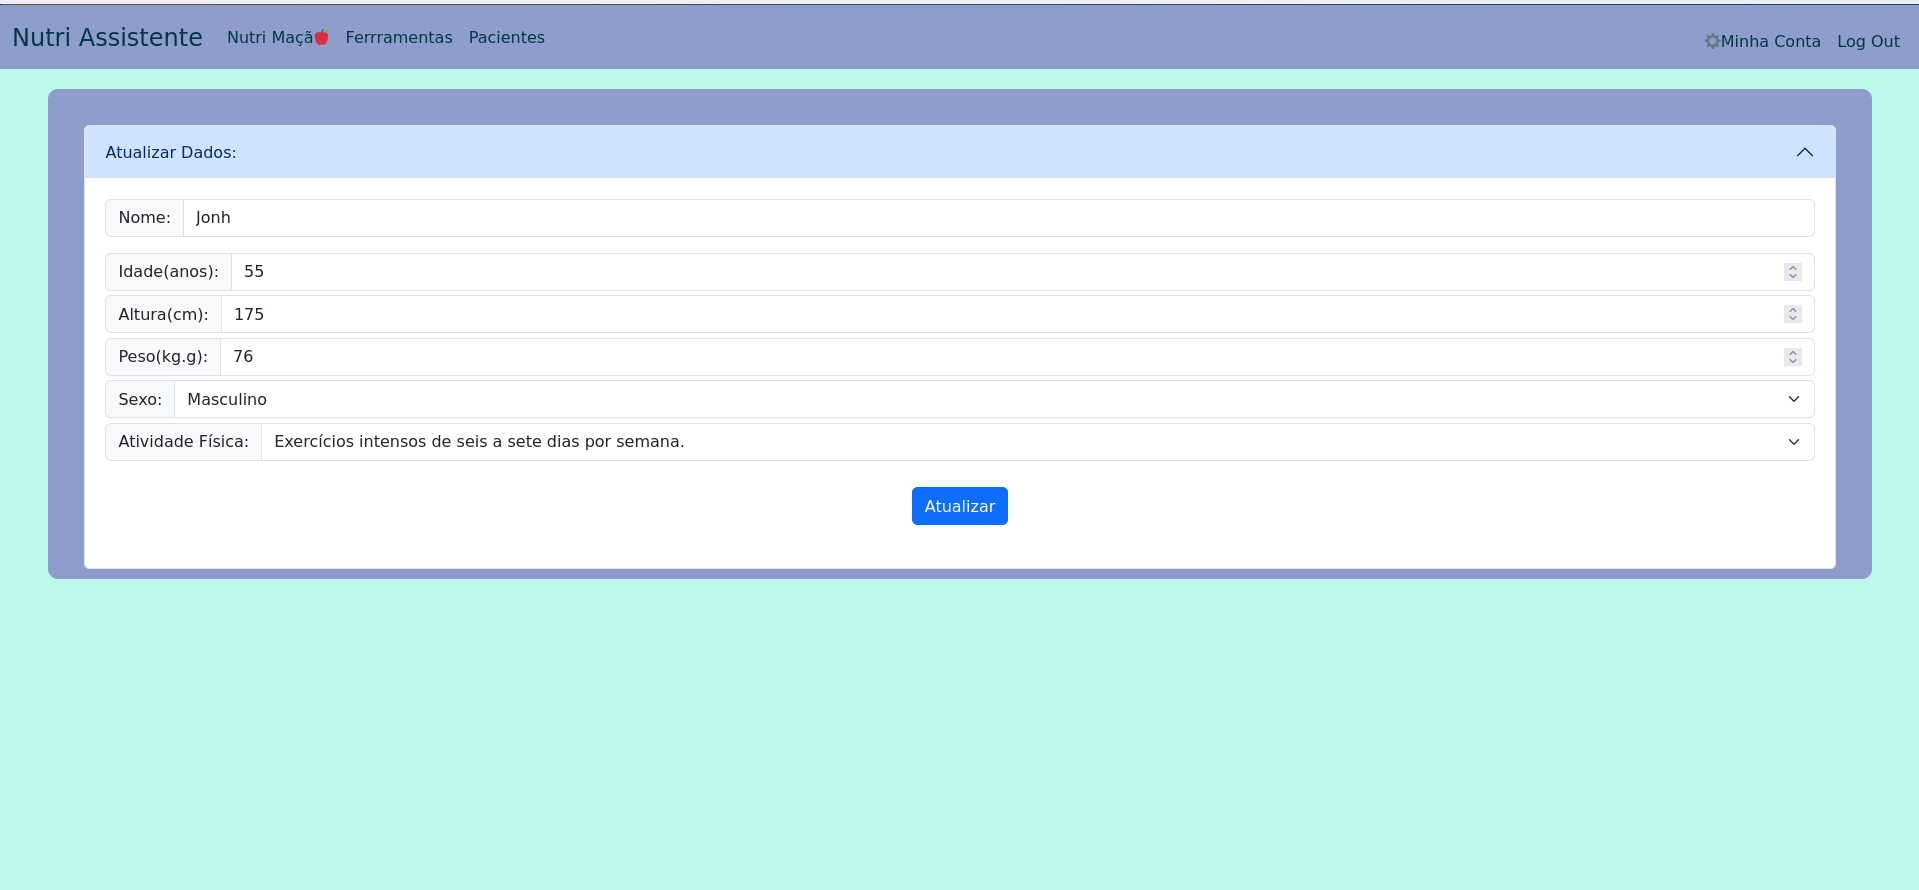 Nutri Assistente Nutri Maçã Ferrramentas Pacientes Minha Conta Log Out
Atualizar Dados:
Nome: Jonh
Idade(anos): 55
Altura(cm): 175
Peso(kg.g): 76
Sexo: Masculino
Atividade Física: Exercícios intensos de seis a sete dias por semana.
Atualizar